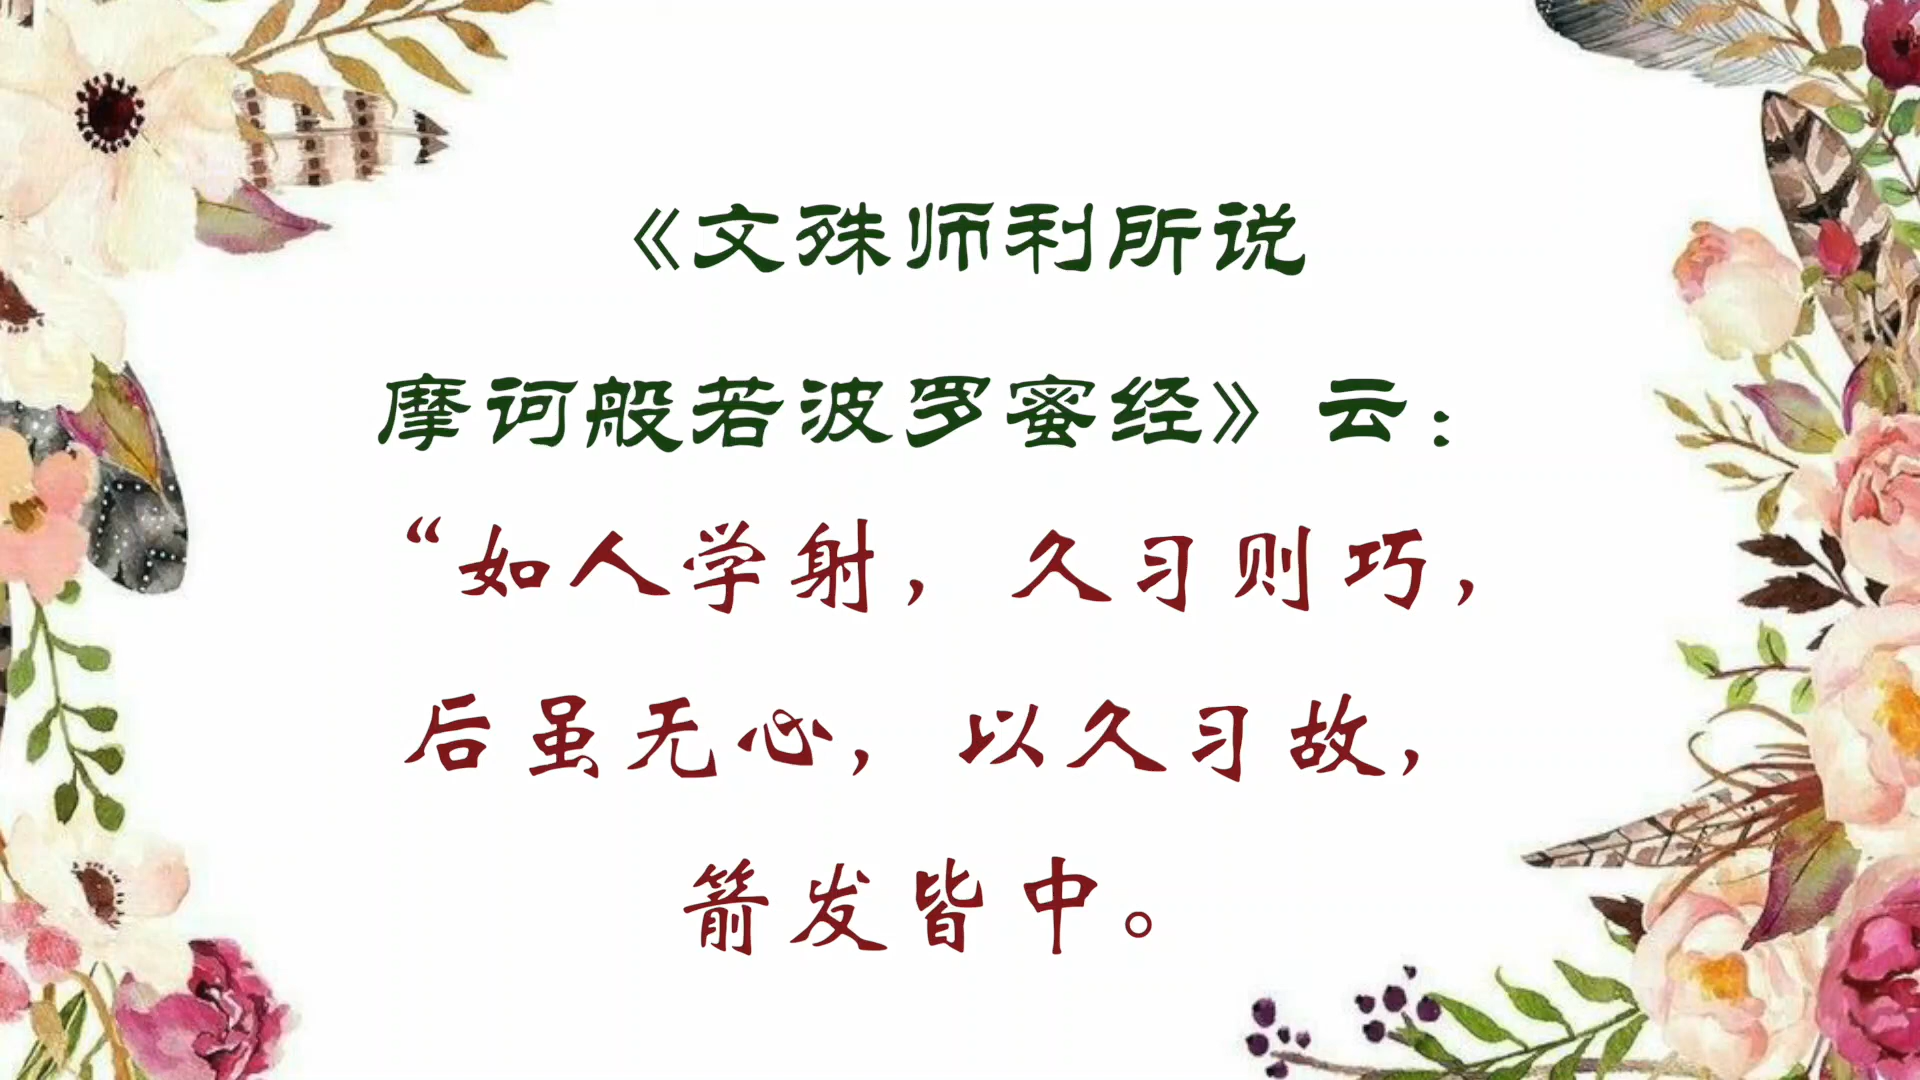 《文殊师利所说
摩诃般若波罗蜜经》云：
“如人学射，久习则巧，
后虽无心，以久习故，
箭发皆中。